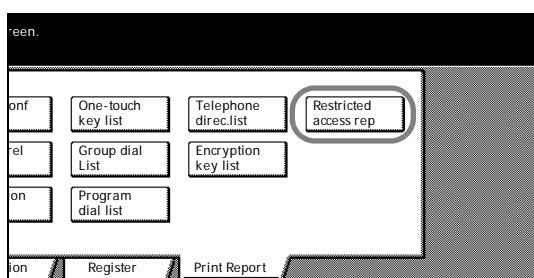 reen.
onf
One-touch
key list
Telephone
direc.list
Restricted
access rep
rel
Group dial
List
Encryption
key list
on
Program
dial list
ion
Register
Print Report